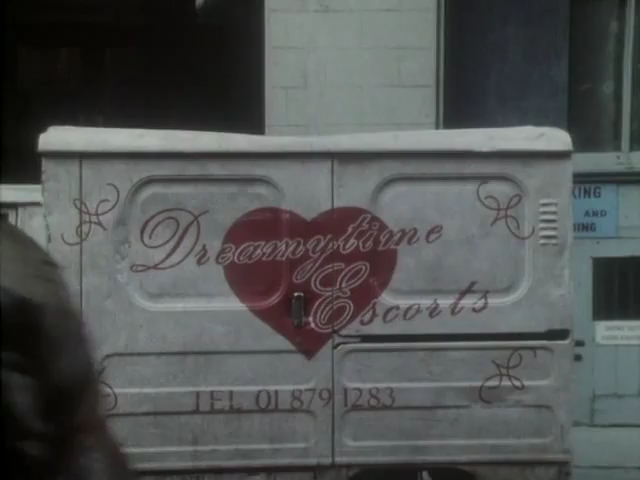 Dreamytime
Escorts
TEL 01 879 1283
KING
AND
ING